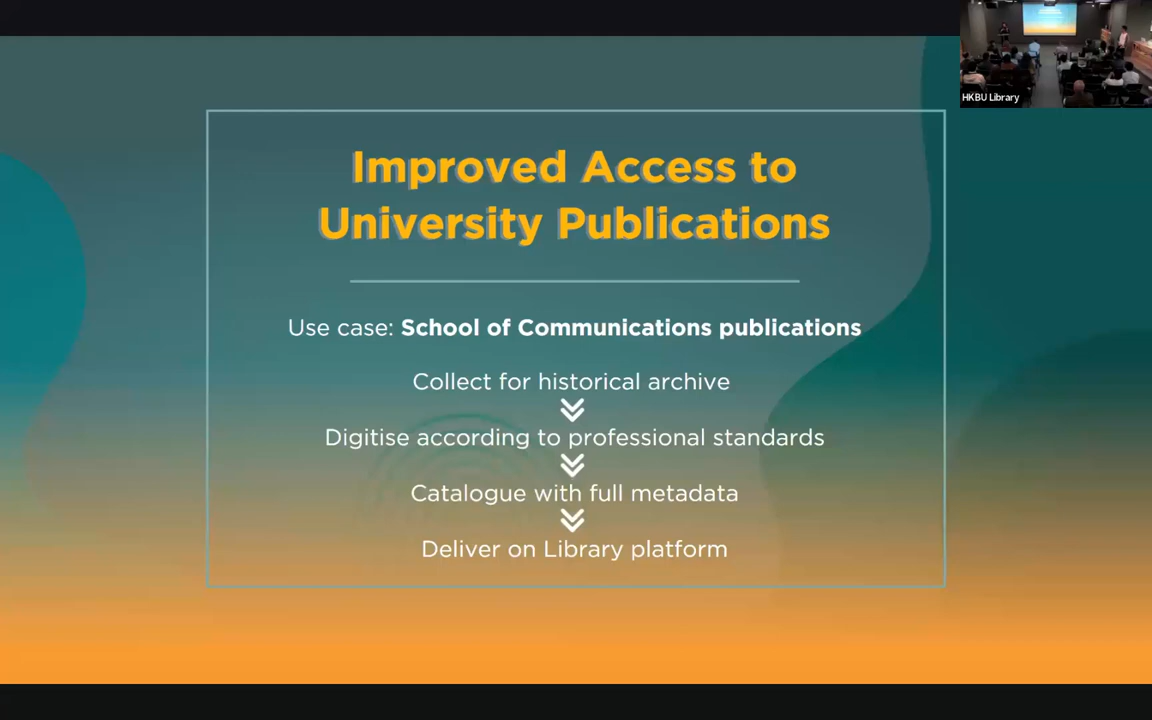 HKBU Library
Improved Access to
University Publications
Use case: School of Communications publications
Collect for historical archive
Digitise according to professional standards
Catalogue with full metadata
Deliver on Library platform